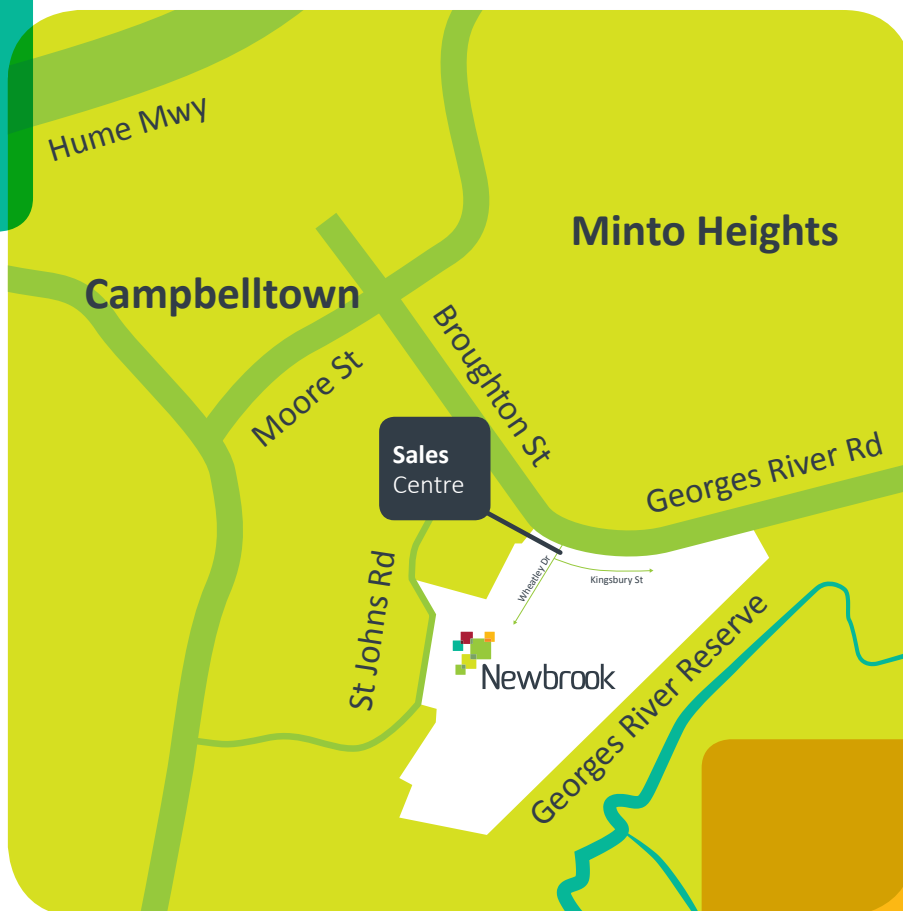 Hume Mwy
Minto Heights
Campbelltown
Broughton St
Moore St
Sales
Centre
Georges River Rd
Wheatley Dr
Kingsbury St
St Johns Rd
Newbrook
Georges River Reserve